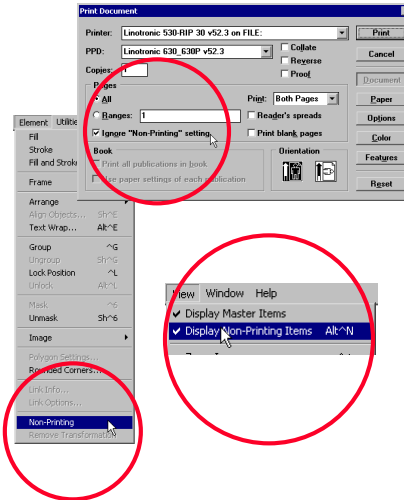 Print Document
Printer: Linotronic 530-RIP 30 v52.3 on FILE: Print
PPD: Linotronic 630_630P v52.3 Collate Cancel
Reverse
Copies: 1 Proof Document
Pages
All Print: Both Pages Paper
Ranges: 1 Reader's spreads Options
Ignore "Non-Printing" setting Print blank pages
Color
Book Orientation
Print all publications in book Features
Use paper settings of each publication
Reset
Element Utilitie
Fill
Stroke
Fill and Stroke
Frame
Arrange
Align Objects... Sh^E
Text Wrap... Alt^E
Group ^G
Ungroup Sh^G
Lock Position ^L
Unlock Alt^L
Mask ^6
Unmask Sh^6
Image
Polygon Settings...
Rounded Corners...
Link Info...
Link Options...
Non-Printing
Remove Transformation
View Window Help
Display Master Items
Display Non-Printing Items Alt^N